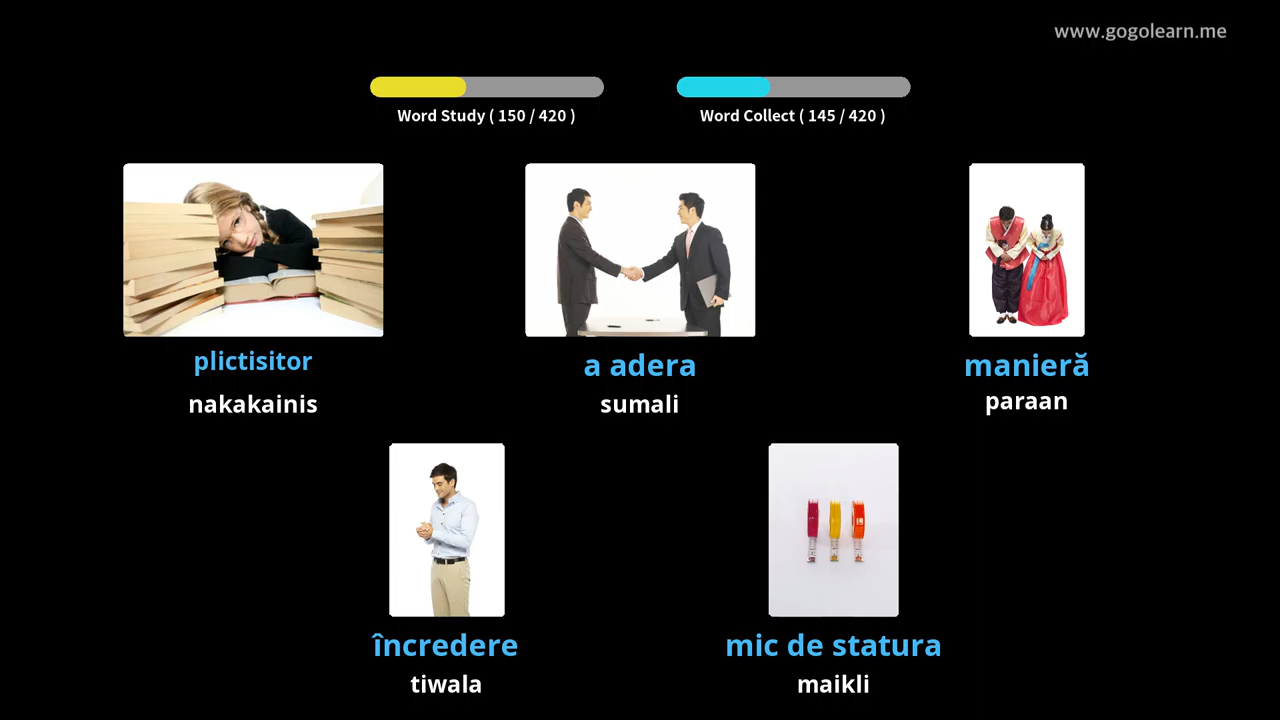 www.gogolearn.me
Word Study ( 150 / 420 )
Word Collect ( 145 / 420 )
plictisitor
nakakainis
a adera
sumali
manieră
paraan
încredere
tiwala
mic de statura
maikli